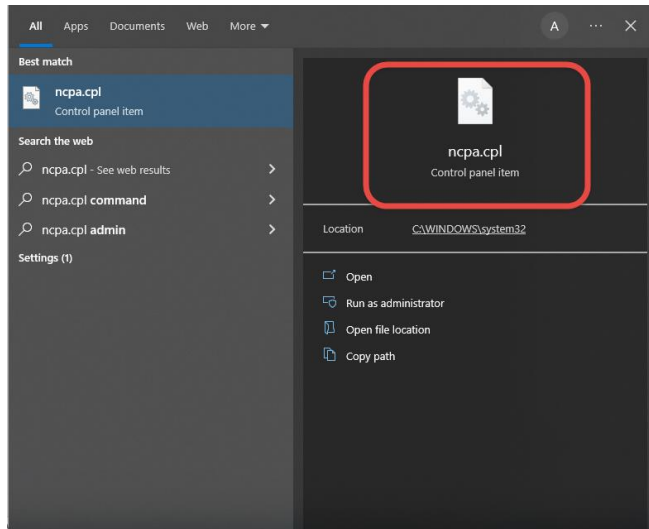 All Apps Documents Web More
A ...
Best match
ncpa.cpl
Control panel item
Search the web
ncpa.cpl - See web results
ncpa.cpl command
ncpa.cpl admin
Settings (1)
ncpa.cpl
Control panel item
Location C:\WINDOWS\system32
Open
Run as administrator
Open file location
Copy path